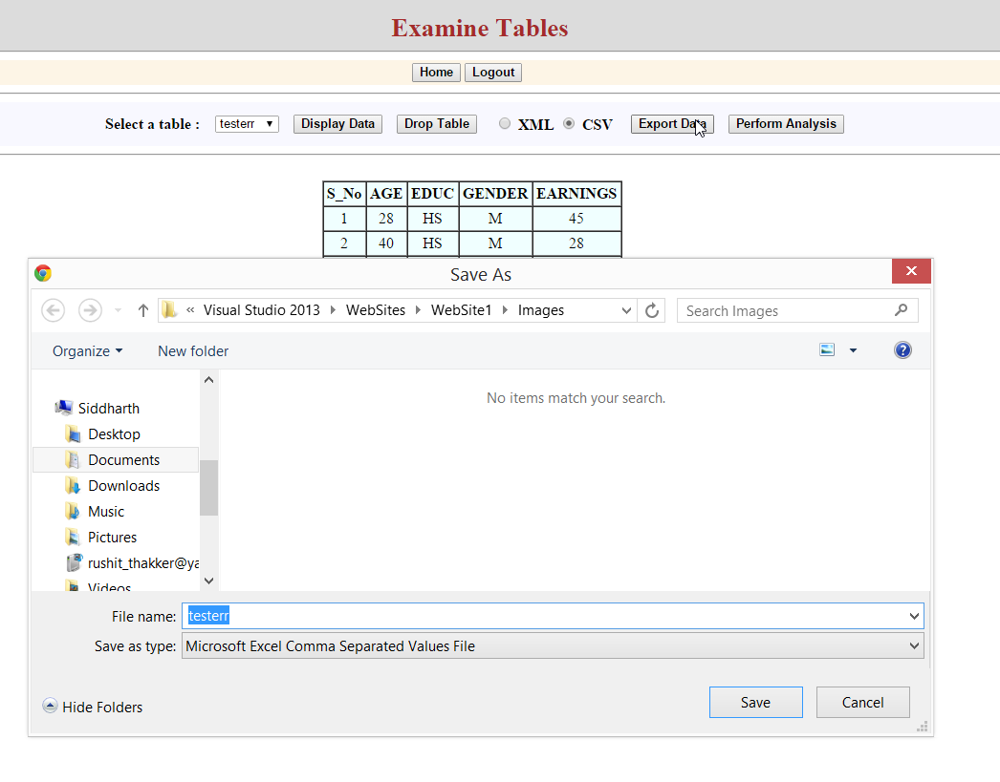 Examine Tables
Home Logout
Select a table : testerr Display Data Drop Table XML CSV Export Data Perform Analysis
S_No AGE EDUC GENDER EARNINGS
1 28 HS M 45
2 40 HS M 28
Save As
« Visual Studio 2013 WebSites WebSite1 Images Search Images
Organize New folder
No items match your search.
Siddharth
Desktop
Documents
Downloads
Music
Pictures
rushit_thakker@ya
Videos
File name: testerr
Save as type: Microsoft Excel Comma Separated Values File
Hide Folders Save Cancel